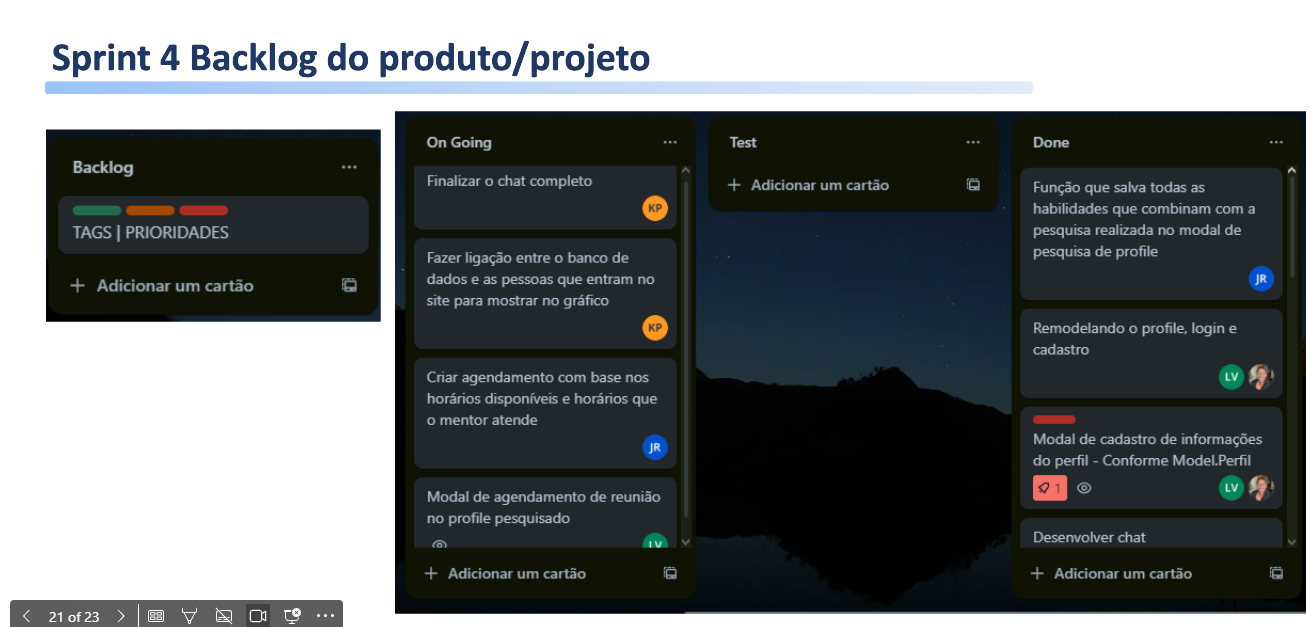 Sprint 4 Backlog do produto/projeto
Backlog
TAGS | PRIORIDADES
Adicionar um cartão
On Going
Finalizar o chat completo
KP
Fazer ligação entre o banco de
dados e as pessoas que entram no
site para mostrar no gráfico
KP
Criar agendamento com base nos
horários disponíveis e horários que
o mentor atende
JR
Modal de agendamento de reunião
no profile pesquisado
LV
Adicionar um cartão
Test
Adicionar um cartão
Done
Função que salva todas as
habilidades que combinam com a
pesquisa realizada no modal de
pesquisa de profile
JR
Remodelando o profile, login e
cadastro
LV
Modal de cadastro de informações
do perfil - Conforme Model.Perfil
1
LV
Desenvolver chat
Adicionar um cartão
21 of 23